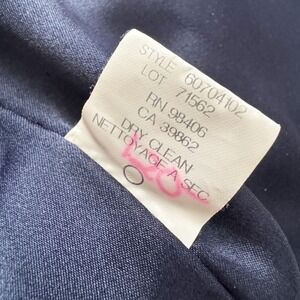 STYLE 60704102
LOT 71562
RN 98406
CA 39862
DRY CLEAN
NETTOYAGE A SEC